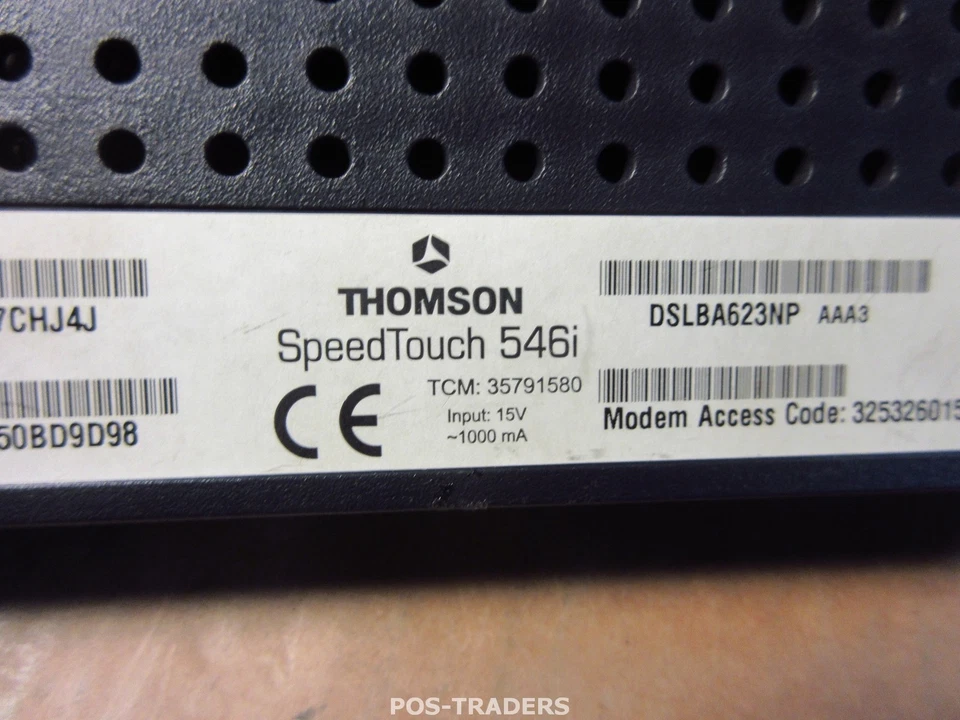 7CHJ4J
50BD9D98
THOMSON
SpeedTouch 546i
CE
TCM: 35791580
Input: 15V
~1000 mA
DSLBA623NP AAA3
Modem Access Code: 325326015
POS-TRADERS